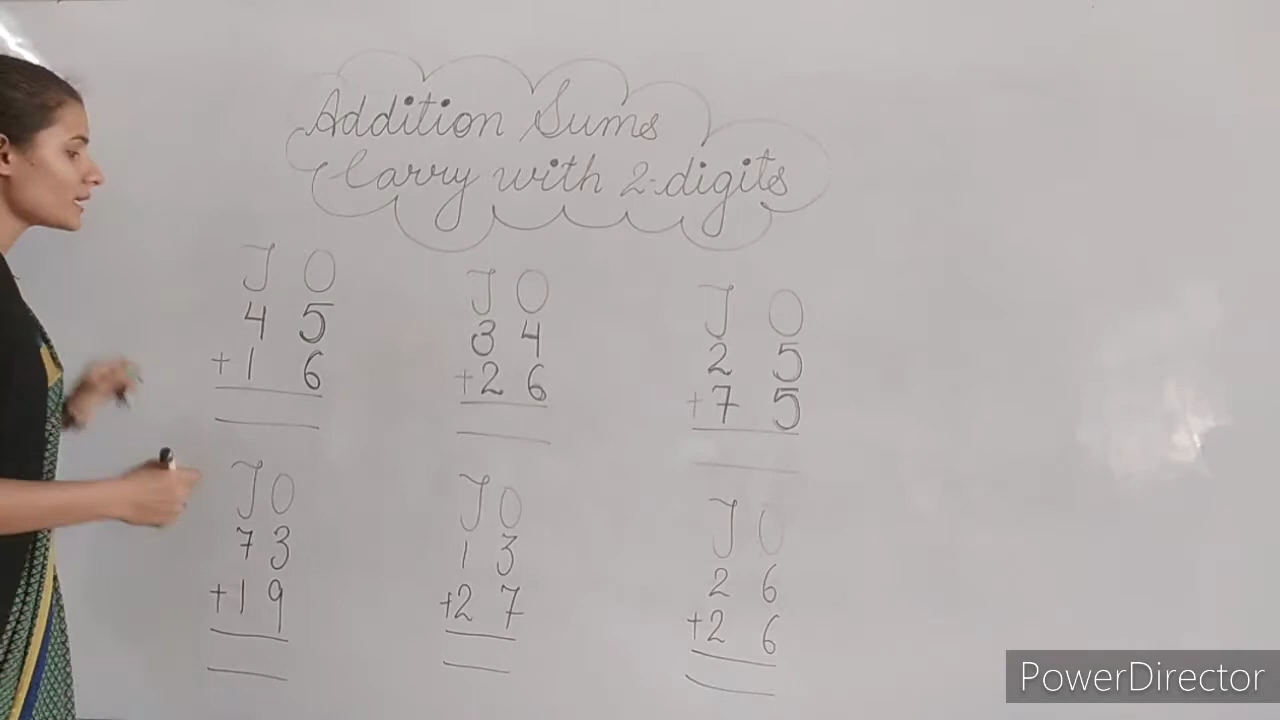 Addition Sums
Carry with 2-digits
T O
4 5
+1 6
T O
3 4
+2 6
T O
2 5
+7 5
T O
7 3
+1 9
T O
1 3
+2 7
T O
2 6
+2 6
PowerDirector